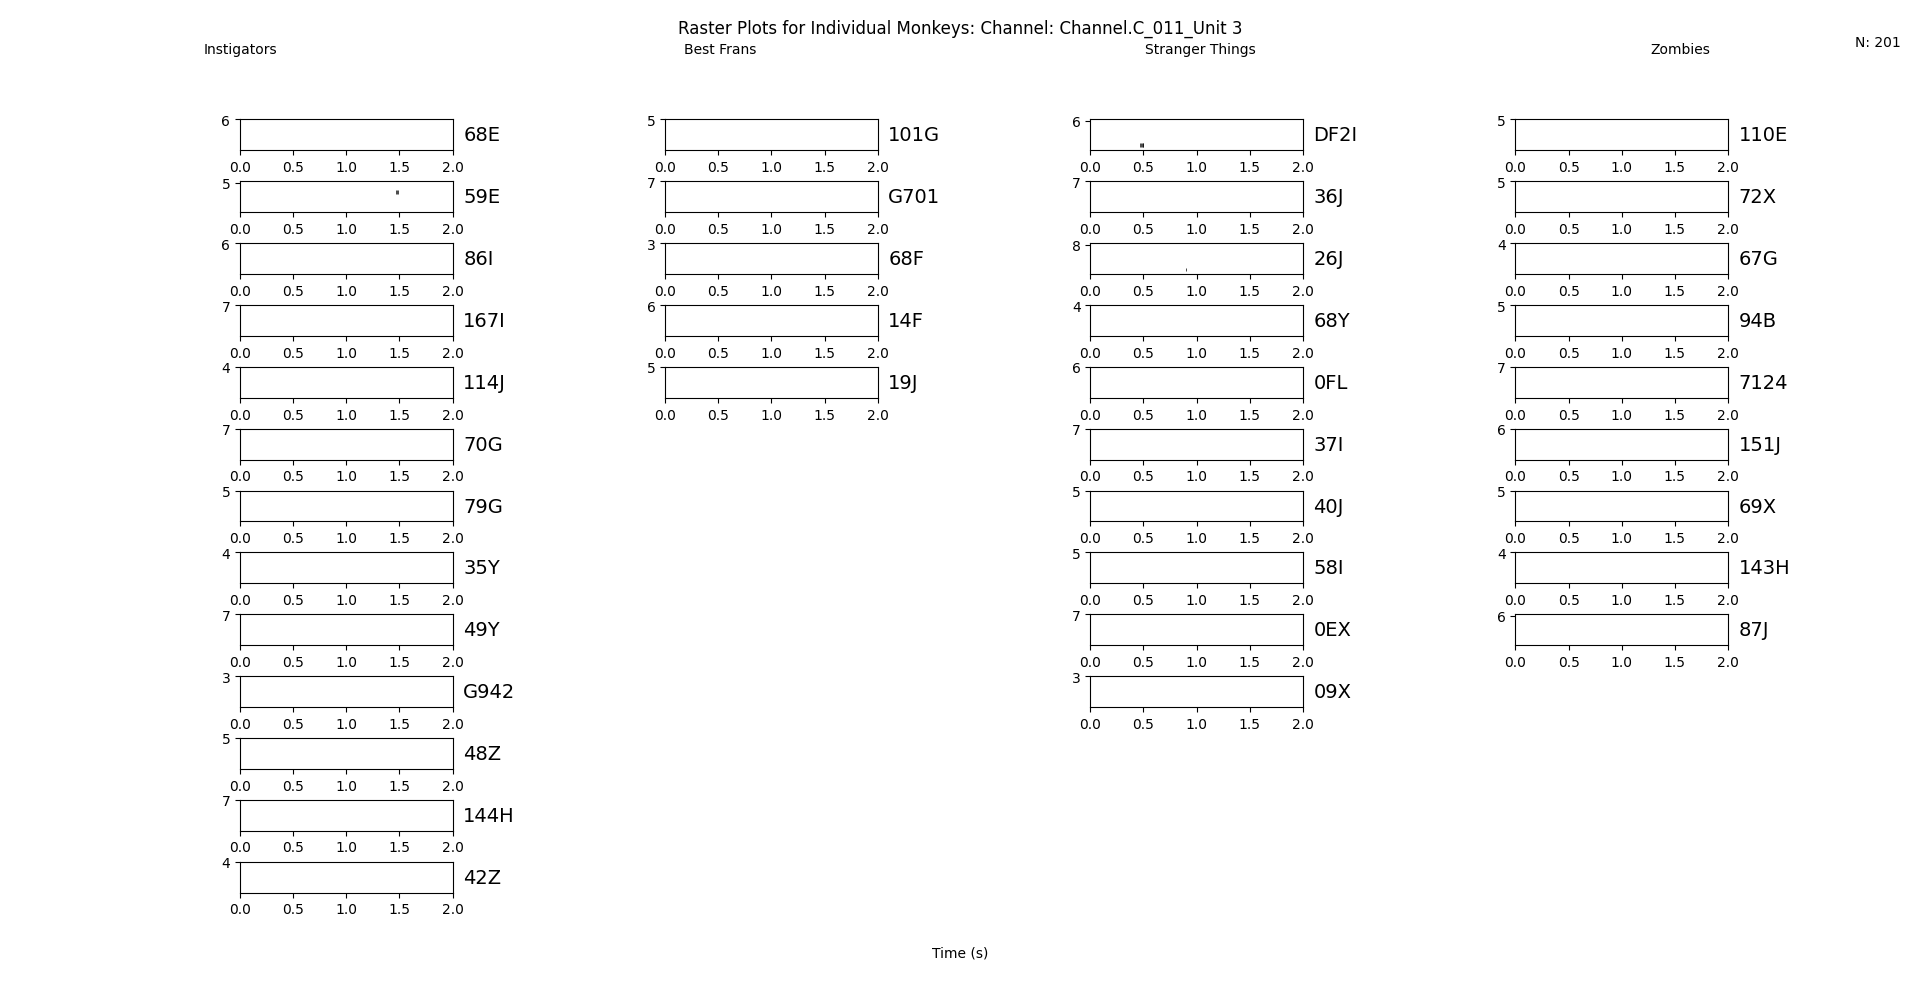 Raster Plots for Individual Monkeys: Channel: Channel.C_011_Unit 3
Instigators Best Frans Stranger Things Zombies N: 201
6 68E 5 101G 6 DF2I 5 110E
0.0 0.5 1.0 1.5 2.0 0.0 0.5 1.0 1.5 2.0 0.0 0.5 1.0 1.5 2.0 0.0 0.5 1.0 1.5 2.0
5 59E 7 G701 7 36J 5 72X
0.0 0.5 1.0 1.5 2.0 0.0 0.5 1.0 1.5 2.0 0.0 0.5 1.0 1.5 2.0 0.0 0.5 1.0 1.5 2.0
6 86I 3 68F 8 26J 4 67G
0.0 0.5 1.0 1.5 2.0 0.0 0.5 1.0 1.5 2.0 0.0 0.5 1.0 1.5 2.0 0.0 0.5 1.0 1.5 2.0
7 167I 6 14F 4 68Y 5 94B
0.0 0.5 1.0 1.5 2.0 0.0 0.5 1.0 1.5 2.0 0.0 0.5 1.0 1.5 2.0 0.0 0.5 1.0 1.5 2.0
4 114J 5 19J 6 0FL 7 7124
0.0 0.5 1.0 1.5 2.0 0.0 0.5 1.0 1.5 2.0 0.0 0.5 1.0 1.5 2.0 0.0 0.5 1.0 1.5 2.0
7 70G 7 37I 6 151J
0.0 0.5 1.0 1.5 2.0 0.0 0.5 1.0 1.5 2.0 0.0 0.5 1.0 1.5 2.0
5 79G 5 40J 5 69X
0.0 0.5 1.0 1.5 2.0 0.0 0.5 1.0 1.5 2.0 0.0 0.5 1.0 1.5 2.0
4 35Y 5 58I 4 143H
0.0 0.5 1.0 1.5 2.0 0.0 0.5 1.0 1.5 2.0 0.0 0.5 1.0 1.5 2.0
7 49Y 7 0EX 6 87J
0.0 0.5 1.0 1.5 2.0 0.0 0.5 1.0 1.5 2.0 0.0 0.5 1.0 1.5 2.0
3 G942 3 09X
0.0 0.5 1.0 1.5 2.0 0.0 0.5 1.0 1.5 2.0
5 48Z
0.0 0.5 1.0 1.5 2.0
7 144H
0.0 0.5 1.0 1.5 2.0
4 42Z
0.0 0.5 1.0 1.5 2.0
Time (s)